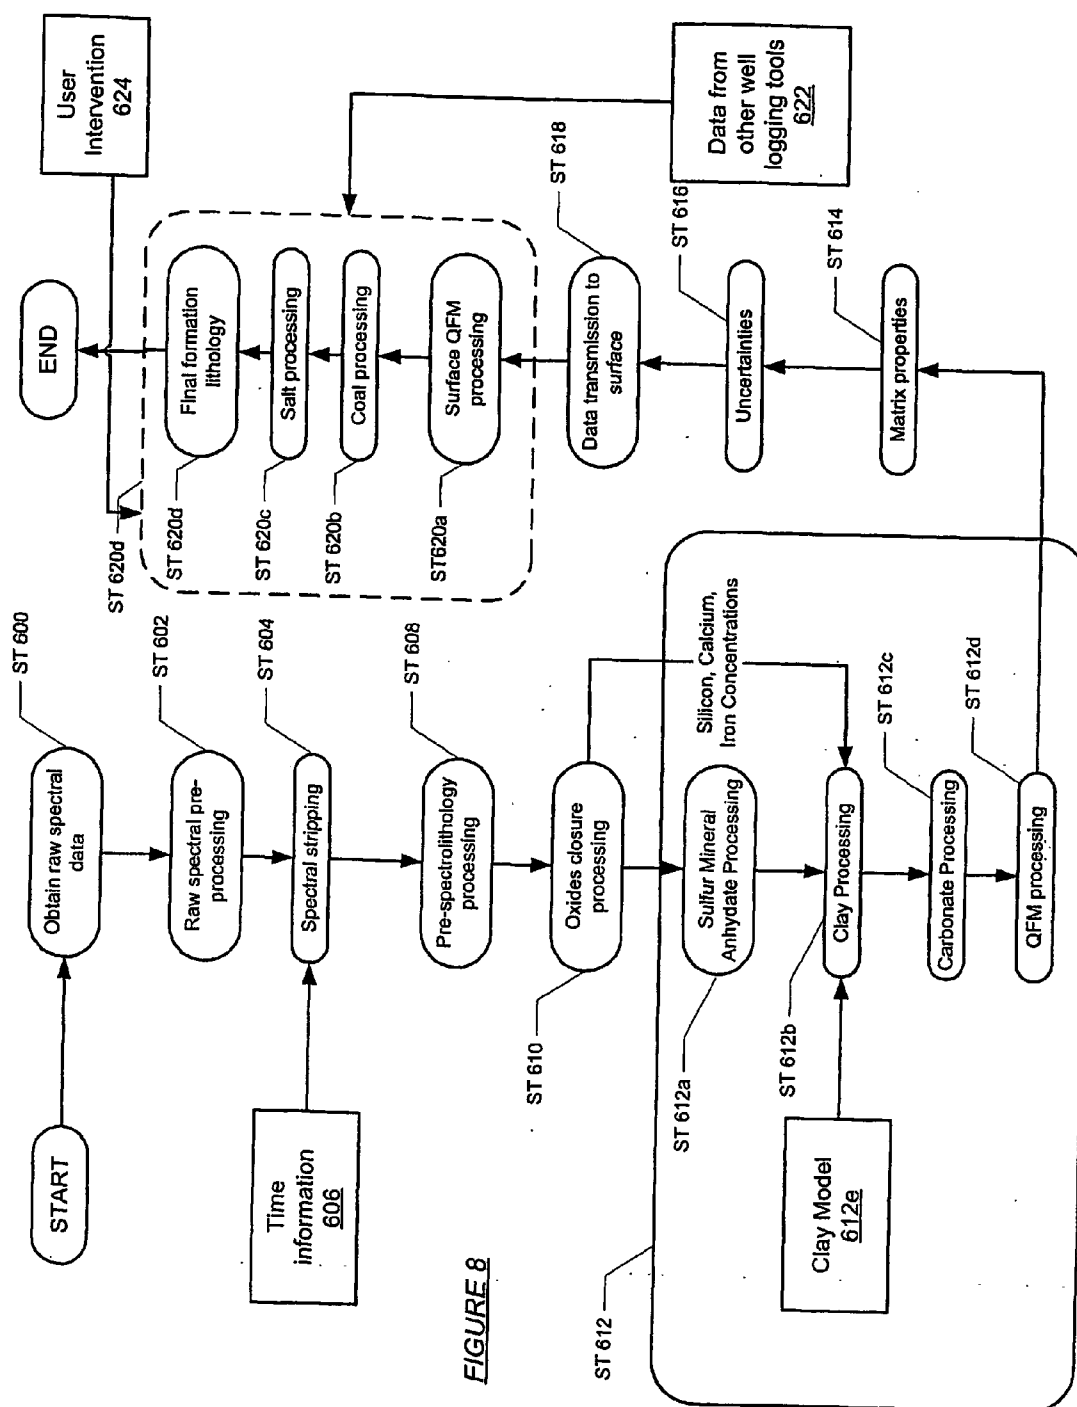 START
Obtain raw spectral
data
ST 600
Raw spectral pre-
processing
ST 602
Time
information
606
Spectral stripping
ST 604
Pre-spectrolithology
processing
ST 608
Oxides closure
processing
ST 610
Silicon, Calcium,
Iron Concentrations
ST 612
Sulfur Mineral
Anhydate Processing
ST 612a
Clay Model
612e
Clay Processing
ST 612b
Carbonate Processing
ST 612c
QFM processing
ST 612d
Matrix properties
ST 614
Uncertainties
ST 616
Data transmission to
surface
ST 618
Data from
other well
logging tools
622
Surface QFM
processing
ST620a
Coal processing
ST 620b
Salt processing
ST 620c
Final formation
lithology
ST 620d
ST 620d
User
Intervention
624
END
FIGURE 8